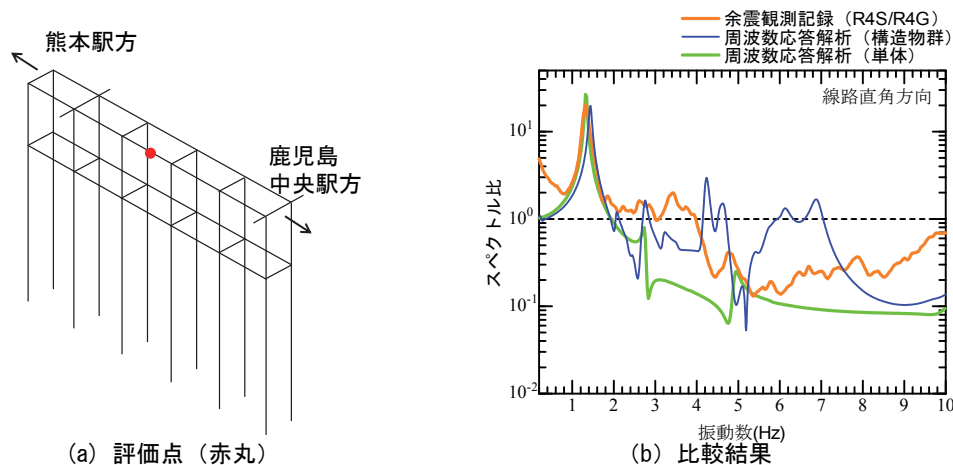 熊本駅方
鹿児島
中央駅方
(a) 評価点（赤丸）
余震観測記録（R4S/R4G）
周波数応答解析（構造物群）
周波数応答解析（単体）
線路直角方向
スペクトル比
10^1
10^0
10^-1
10^-2
1 2 3 4 5 6 7 8 9 10
振動数(Hz)
(b) 比較結果